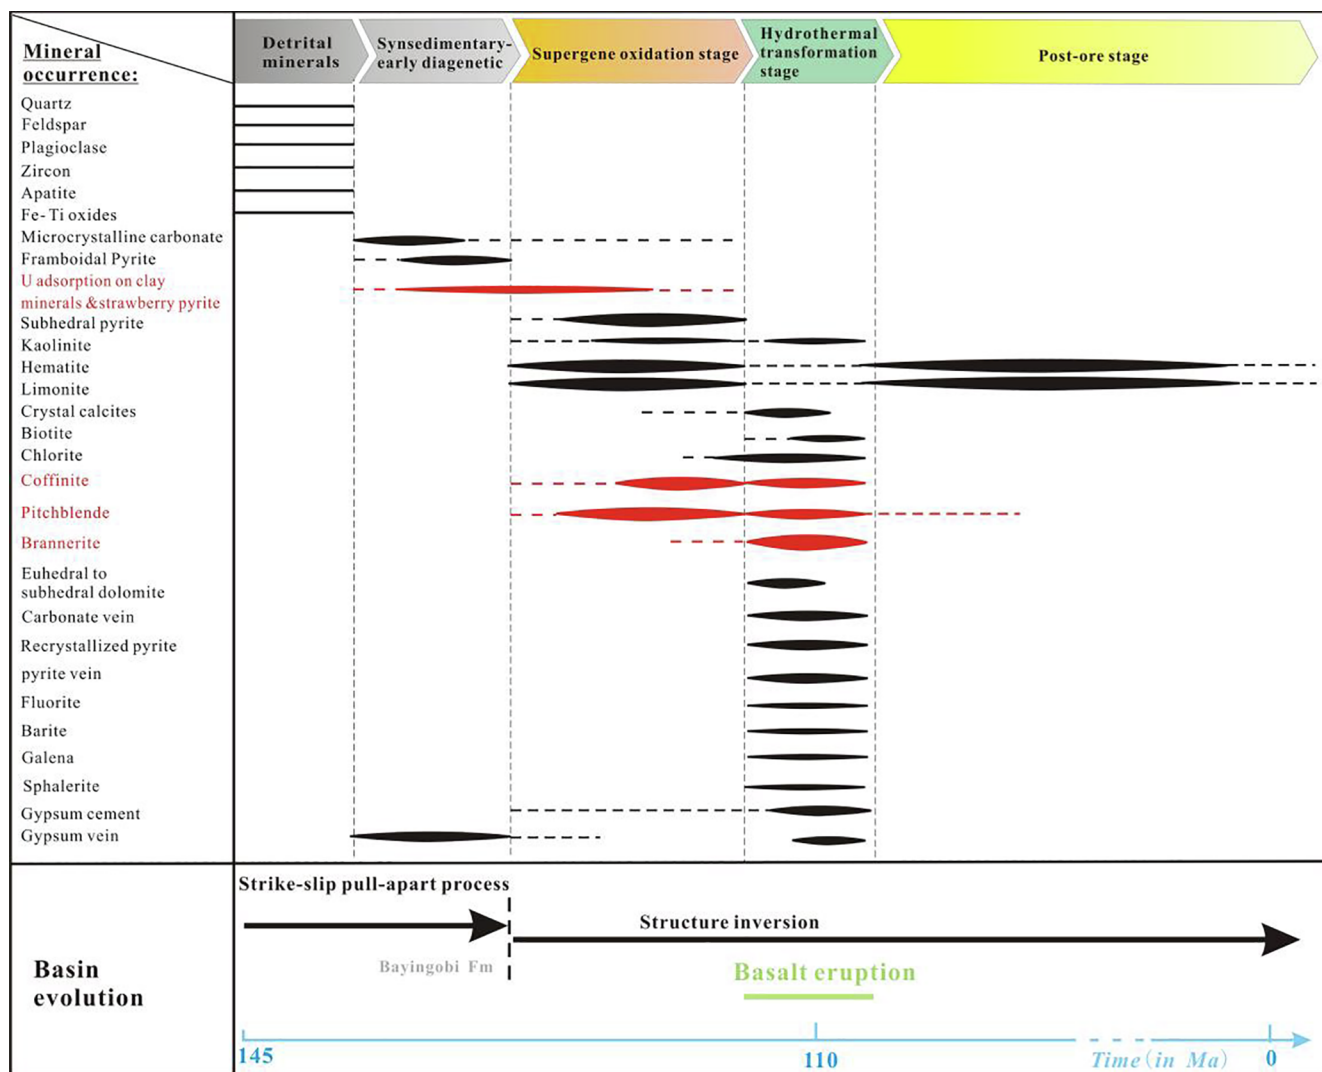 Mineral
occurrence:
Detrital
minerals
Synsedimentary-
early diagenetic
Supergene oxidation stage
Hydrothermal
transformation
stage
Post-ore stage
Quartz
Feldspar
Plagioclase
Zircon
Apatite
Fe-Ti oxides
Microcrystalline carbonate
Framboidal Pyrite
U adsorption on clay
minerals &strawberry pyrite
Subhedral pyrite
Kaolinite
Hematite
Limonite
Crystal calcites
Biotite
Chlorite
Coffinite
Pitchblende
Brannerite
Euhedral to
subhedral dolomite
Carbonate vein
Recrystallized pyrite
pyrite vein
Fluorite
Barite
Galena
Sphalerite
Gypsum cement
Gypsum vein
Basin
evolution
Strike-slip pull-apart process
Structure inversion
Bayingobi Fm
Basalt eruption
145
110
Time(in Ma)
0